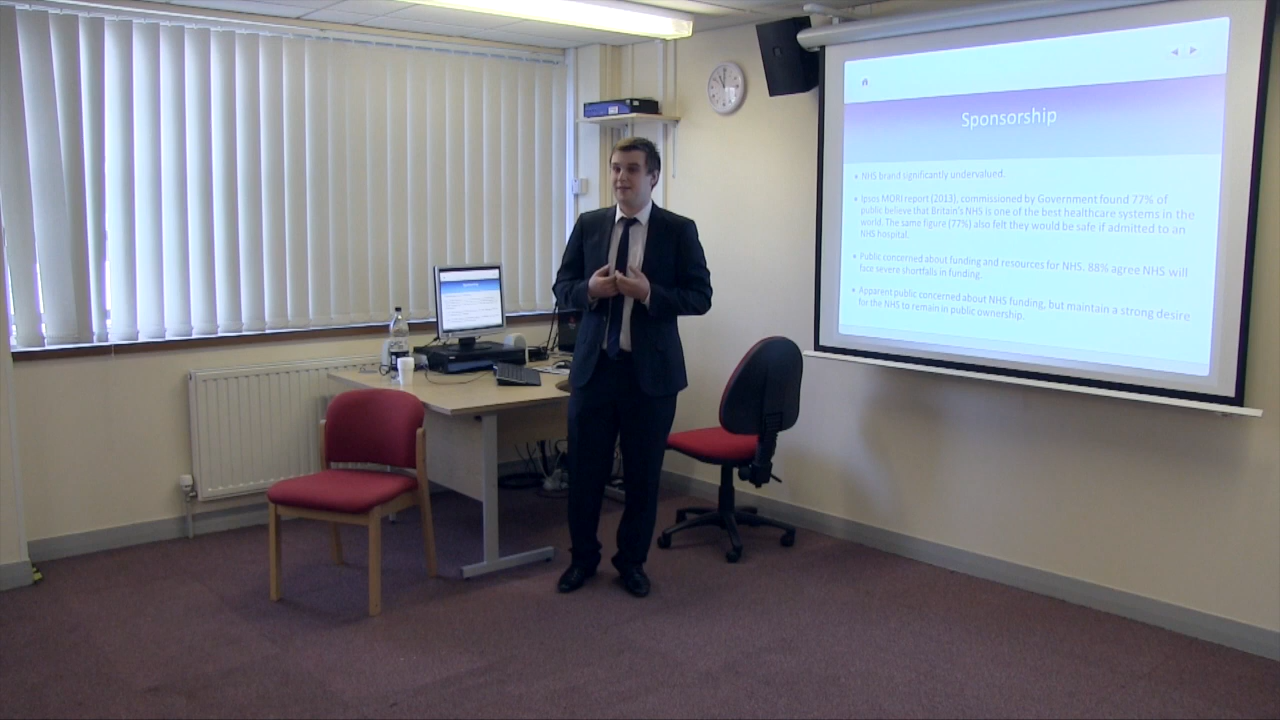 Sponsorship
NHS brand significantly undervalued.
Ipsos MORI report (2013), commissioned by Government found 77% of
public believe that Britain's NHS is one of the best healthcare systems in the
world. The same figure (77%) also felt they would be safe if admitted to an
NHS hospital.
Public concerned about funding and resources for NHS. 88% agree NHS will
face severe shortfalls in funding.
Apparent public concerned about NHS funding, but maintain a strong desire
for the NHS to remain in public ownership.
Sponsorship